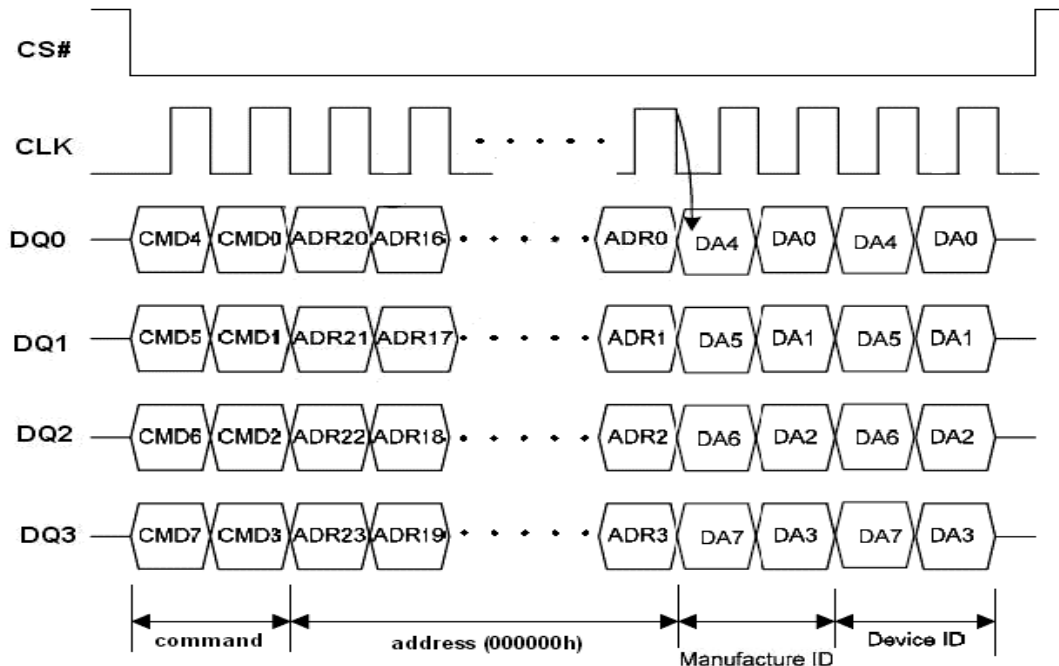 CS#
CLK
DQ0 CMD4 CMD0 ADR20 ADR16 ADR0 DA4 DA0 DA4 DA0
DQ1 CMD5 CMD1 ADR21 ADR17 ADR1 DA5 DA1 DA5 DA1
DQ2 CMD6 CMD2 ADR22 ADR18 ADR2 DA6 DA2 DA6 DA2
DQ3 CMD7 CMD3 ADR23 ADR19 ADR3 DA7 DA3 DA7 DA3
command address (000000h) Manufacture ID Device ID